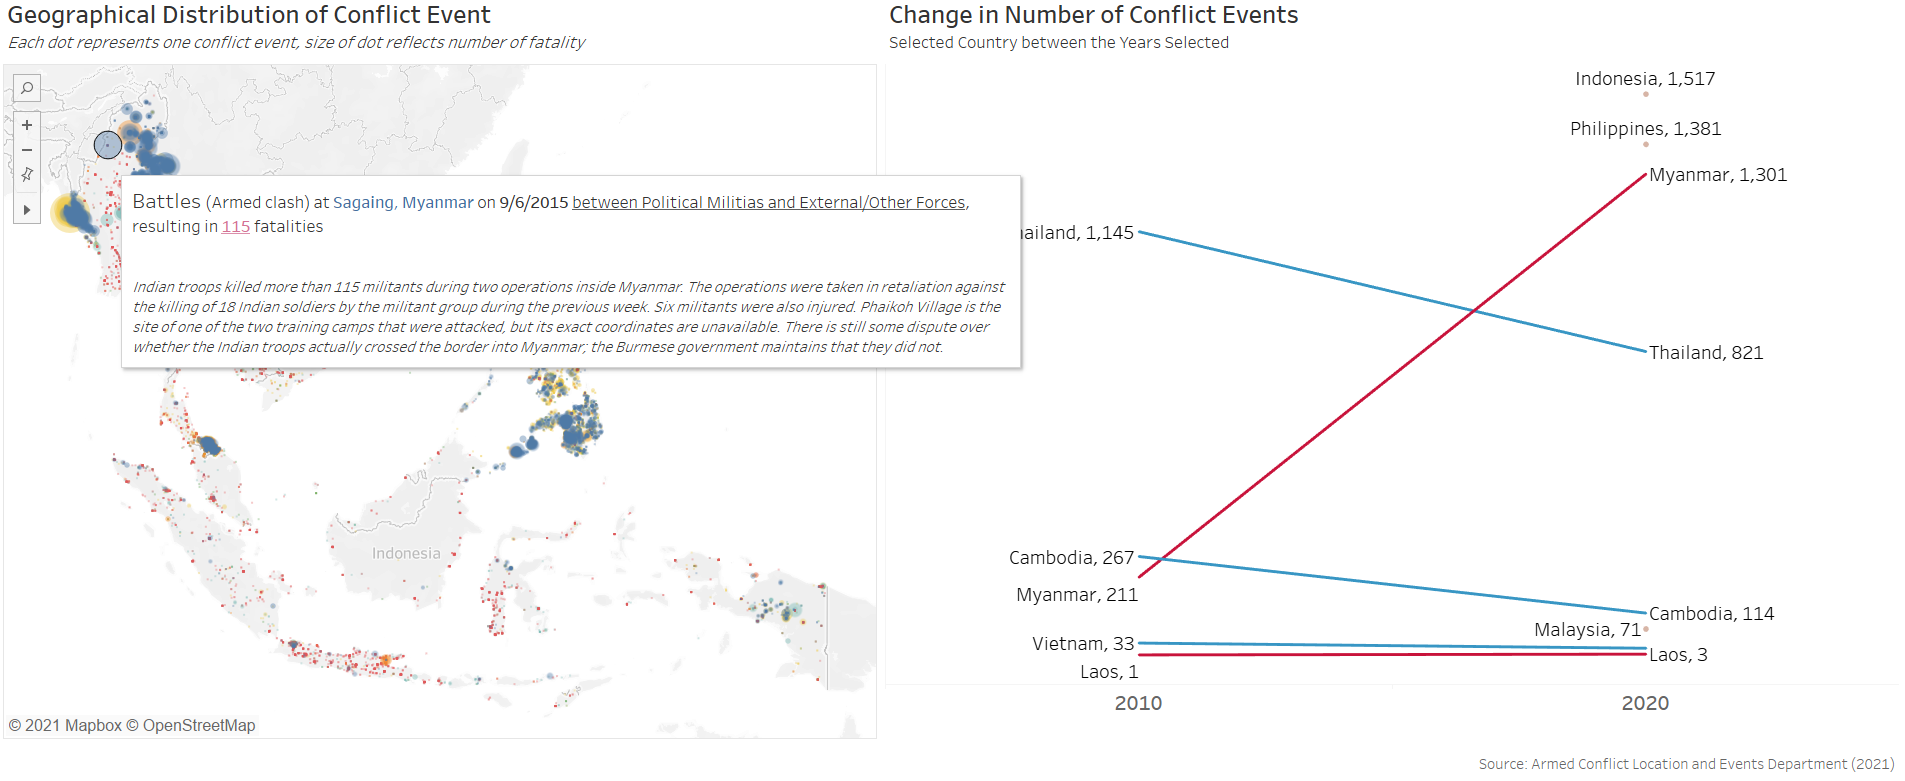 Geographical Distribution of Conflict Event
Each dot represents one conflict event, size of dot reflects number of fatality
Battles (Armed clash) at Sagaing, Myanmar on 9/6/2015 between Political Militias and External/Other Forces,
resulting in 115 fatalities
Indian troops killed more than 115 militants during two operations inside Myanmar. The operations were taken in retaliation against
the killing of 18 Indian soldiers by the militant group during the previous week. Six militants were also injured. Phaikoh Village is the
site of one of the two training camps that were attacked, but its exact coordinates are unavailable. There is still some dispute over
whether the Indian troops actually crossed the border into Myanmar; the Burmese government maintains that they did not.
Indonesia
© 2021 Mapbox © OpenStreetMap
Change in Number of Conflict Events
Selected Country between the Years Selected
Indonesia, 1,517
Philippines, 1,381
Myanmar, 1,301
ailand, 1,145
Thailand, 821
Cambodia, 267
Myanmar, 211
Cambodia, 114
Malaysia, 71
Vietnam, 33
Laos, 3
Laos, 1
2010
2020
Source: Armed Conflict Location and Events Department (2021)